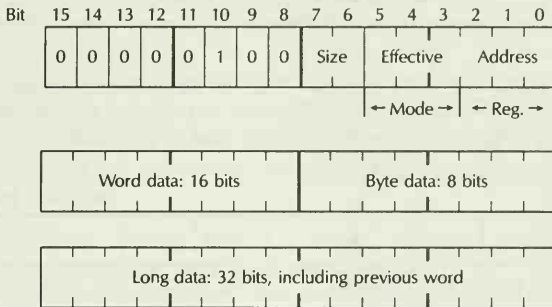 Bit 15 14 13 12 11 10 9 8 7 6 5 4 3 2 1 0
0 0 0 0 0 1 0 0 Size Effective Address
←Mode→ ←Reg.→
Word data: 16 bits Byte data: 8 bits
Long data: 32 bits, including previous word